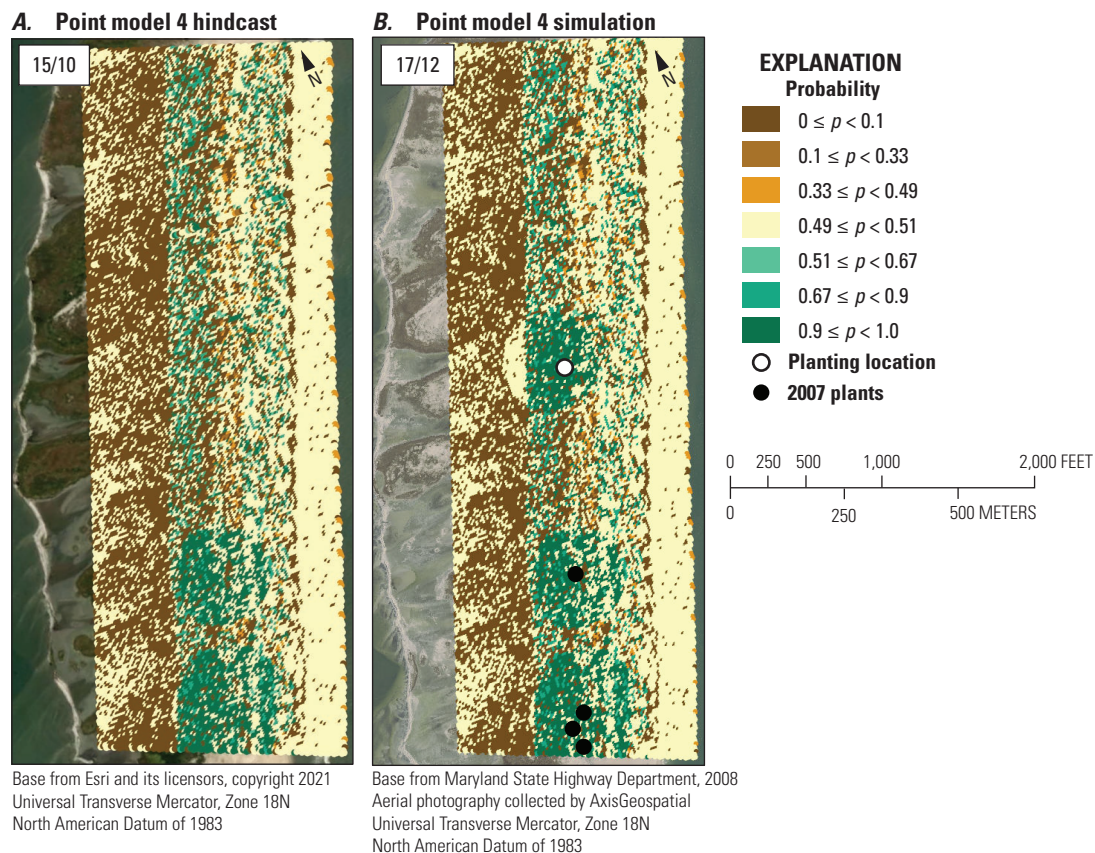 A. Point model 4 hindcast
15/10
N
Base from Esri and its licensors, copyright 2021
Universal Transverse Mercator, Zone 18N
North American Datum of 1983
B. Point model 4 simulation
17/12
N
Base from Maryland State Highway Department, 2008
Aerial photography collected by AxisGeospatial
Universal Transverse Mercator, Zone 18N
North American Datum of 1983
EXPLANATION
Probability
0 ≤ p < 0.1
0.1 ≤ p < 0.33
0.33 ≤ p < 0.49
0.49 ≤ p < 0.51
0.51 ≤ p < 0.67
0.67 ≤ p < 0.9
0.9 ≤ p < 1.0
Planting location
2007 plants
0 250 500 1,000 2,000 FEET
0 250 500 METERS